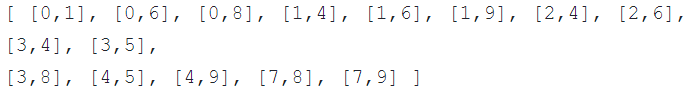 [ [0,1], [0,6], [0,8], [1,4], [1,6], [1,9], [2,4], [2,6],
[3,4], [3,5],
[3,8], [4,5], [4,9], [7,8], [7,9] ]